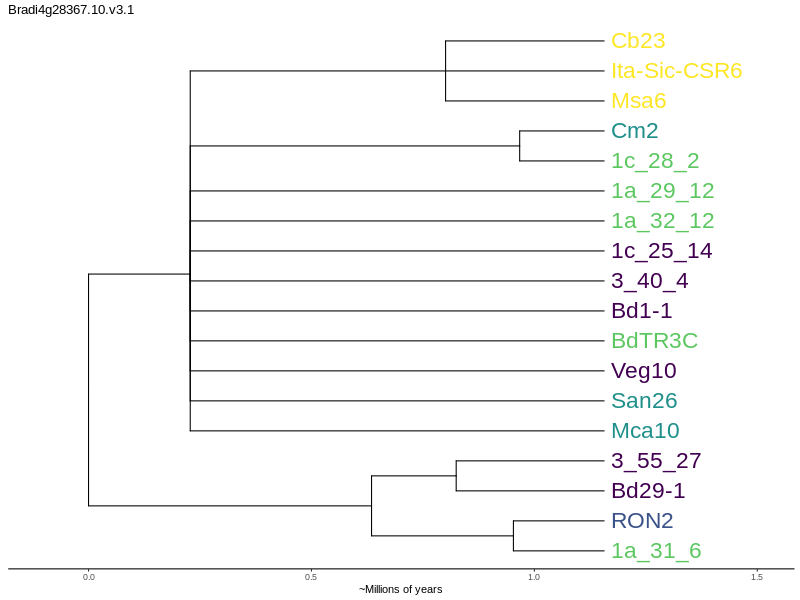 Bradi4g28367.10.v3.1
Cb23
Ita-Sic-CSR6
Msa6
Cm2
1c_28_2
1a_29_12
1a_32_12
1c_25_14
3_40_4
Bd1-1
BdTR3C
Veg10
San26
Mca10
3_55_27
Bd29-1
RON2
1a_31_6
0.0 0.5 1.0 1.5
~Millions of years